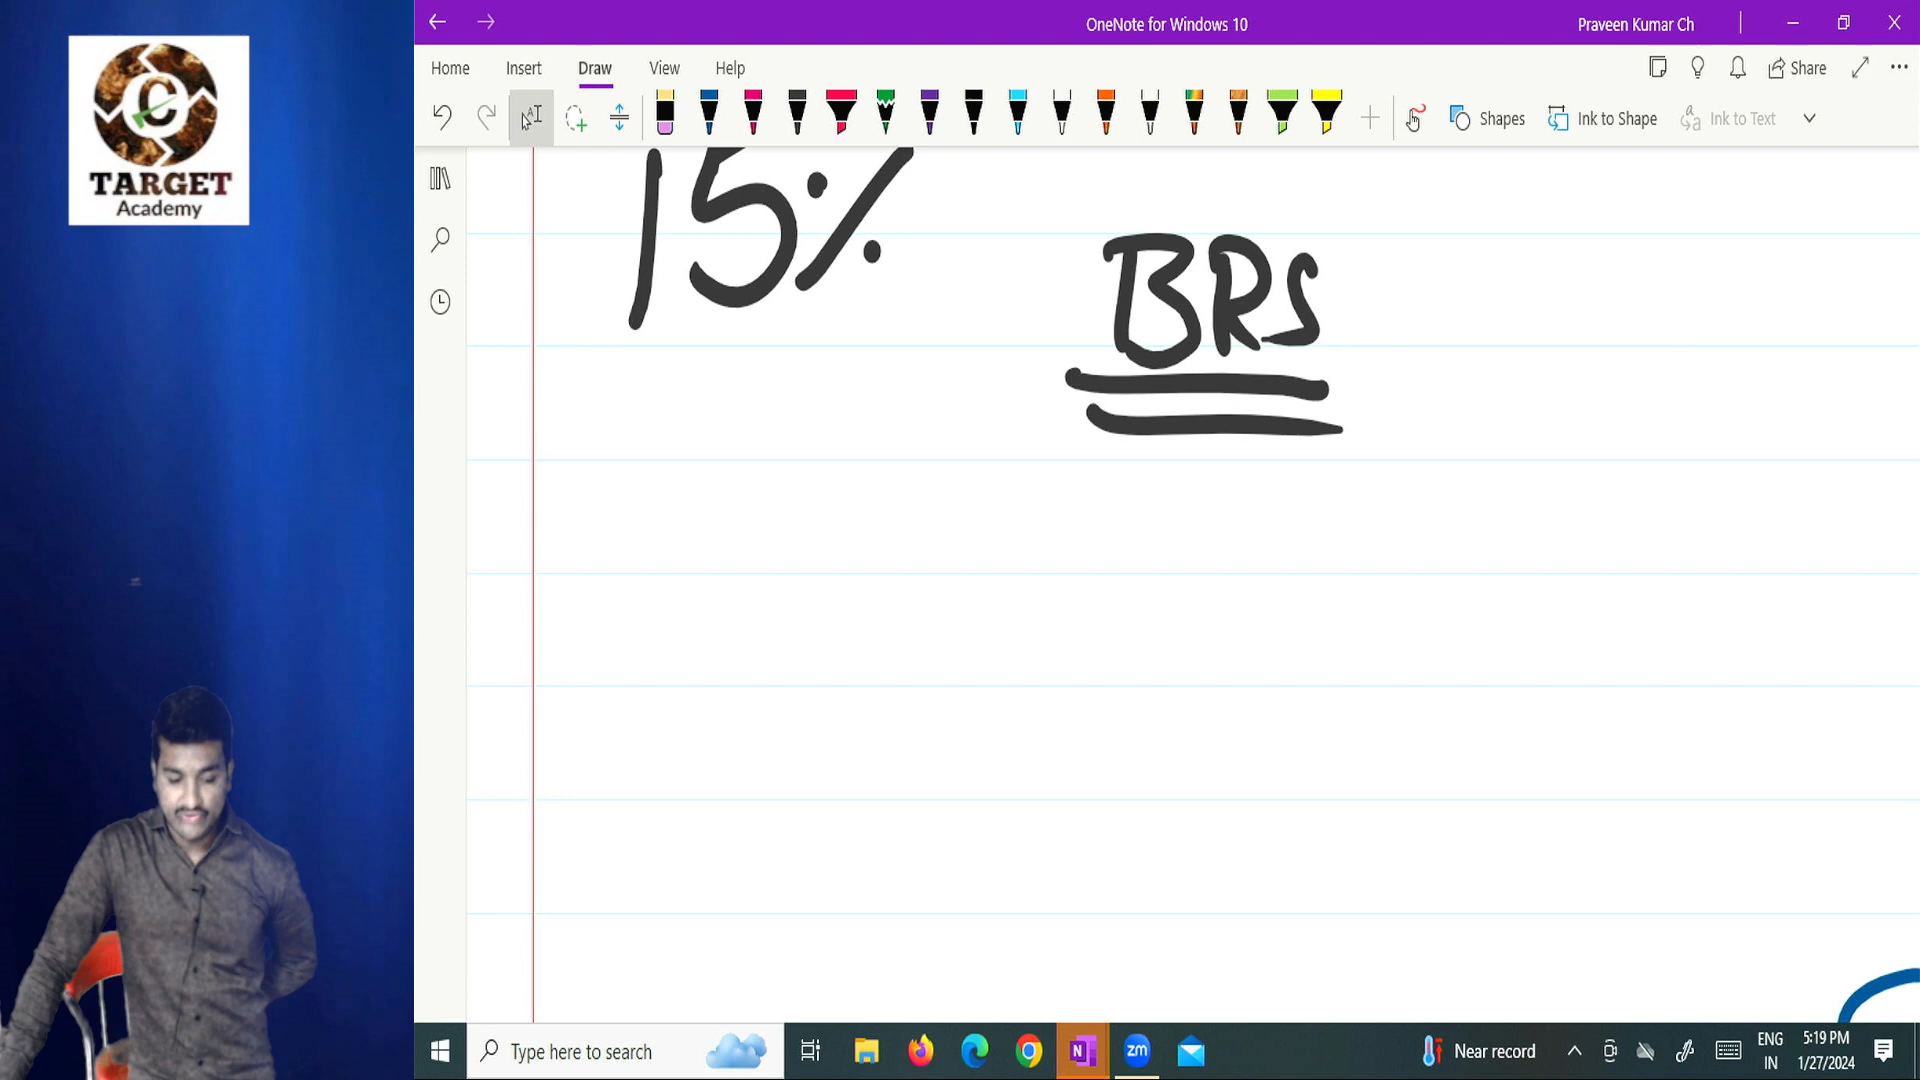 C
TARGET
Academy
OneNote for Windows 10
Praveen Kumar Ch
Home Insert Draw View Help
Share
Shapes Ink to Shape Ink to Text
15%
BRS
Type here to search
N
zm
Near record
ENG
IN
5:19 PM
1/27/2024